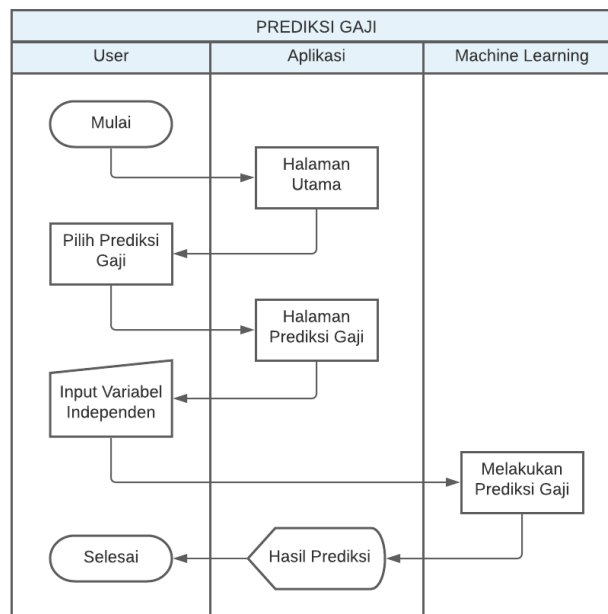 PREDIKSI GAJI
User
Aplikasi
Machine Learning
Mulai
Halaman
Utama
Pilih Prediksi
Gaji
Halaman
Prediksi Gaji
Input Variabel
Independen
Melakukan
Prediksi Gaji
Hasil Prediksi
Selesai